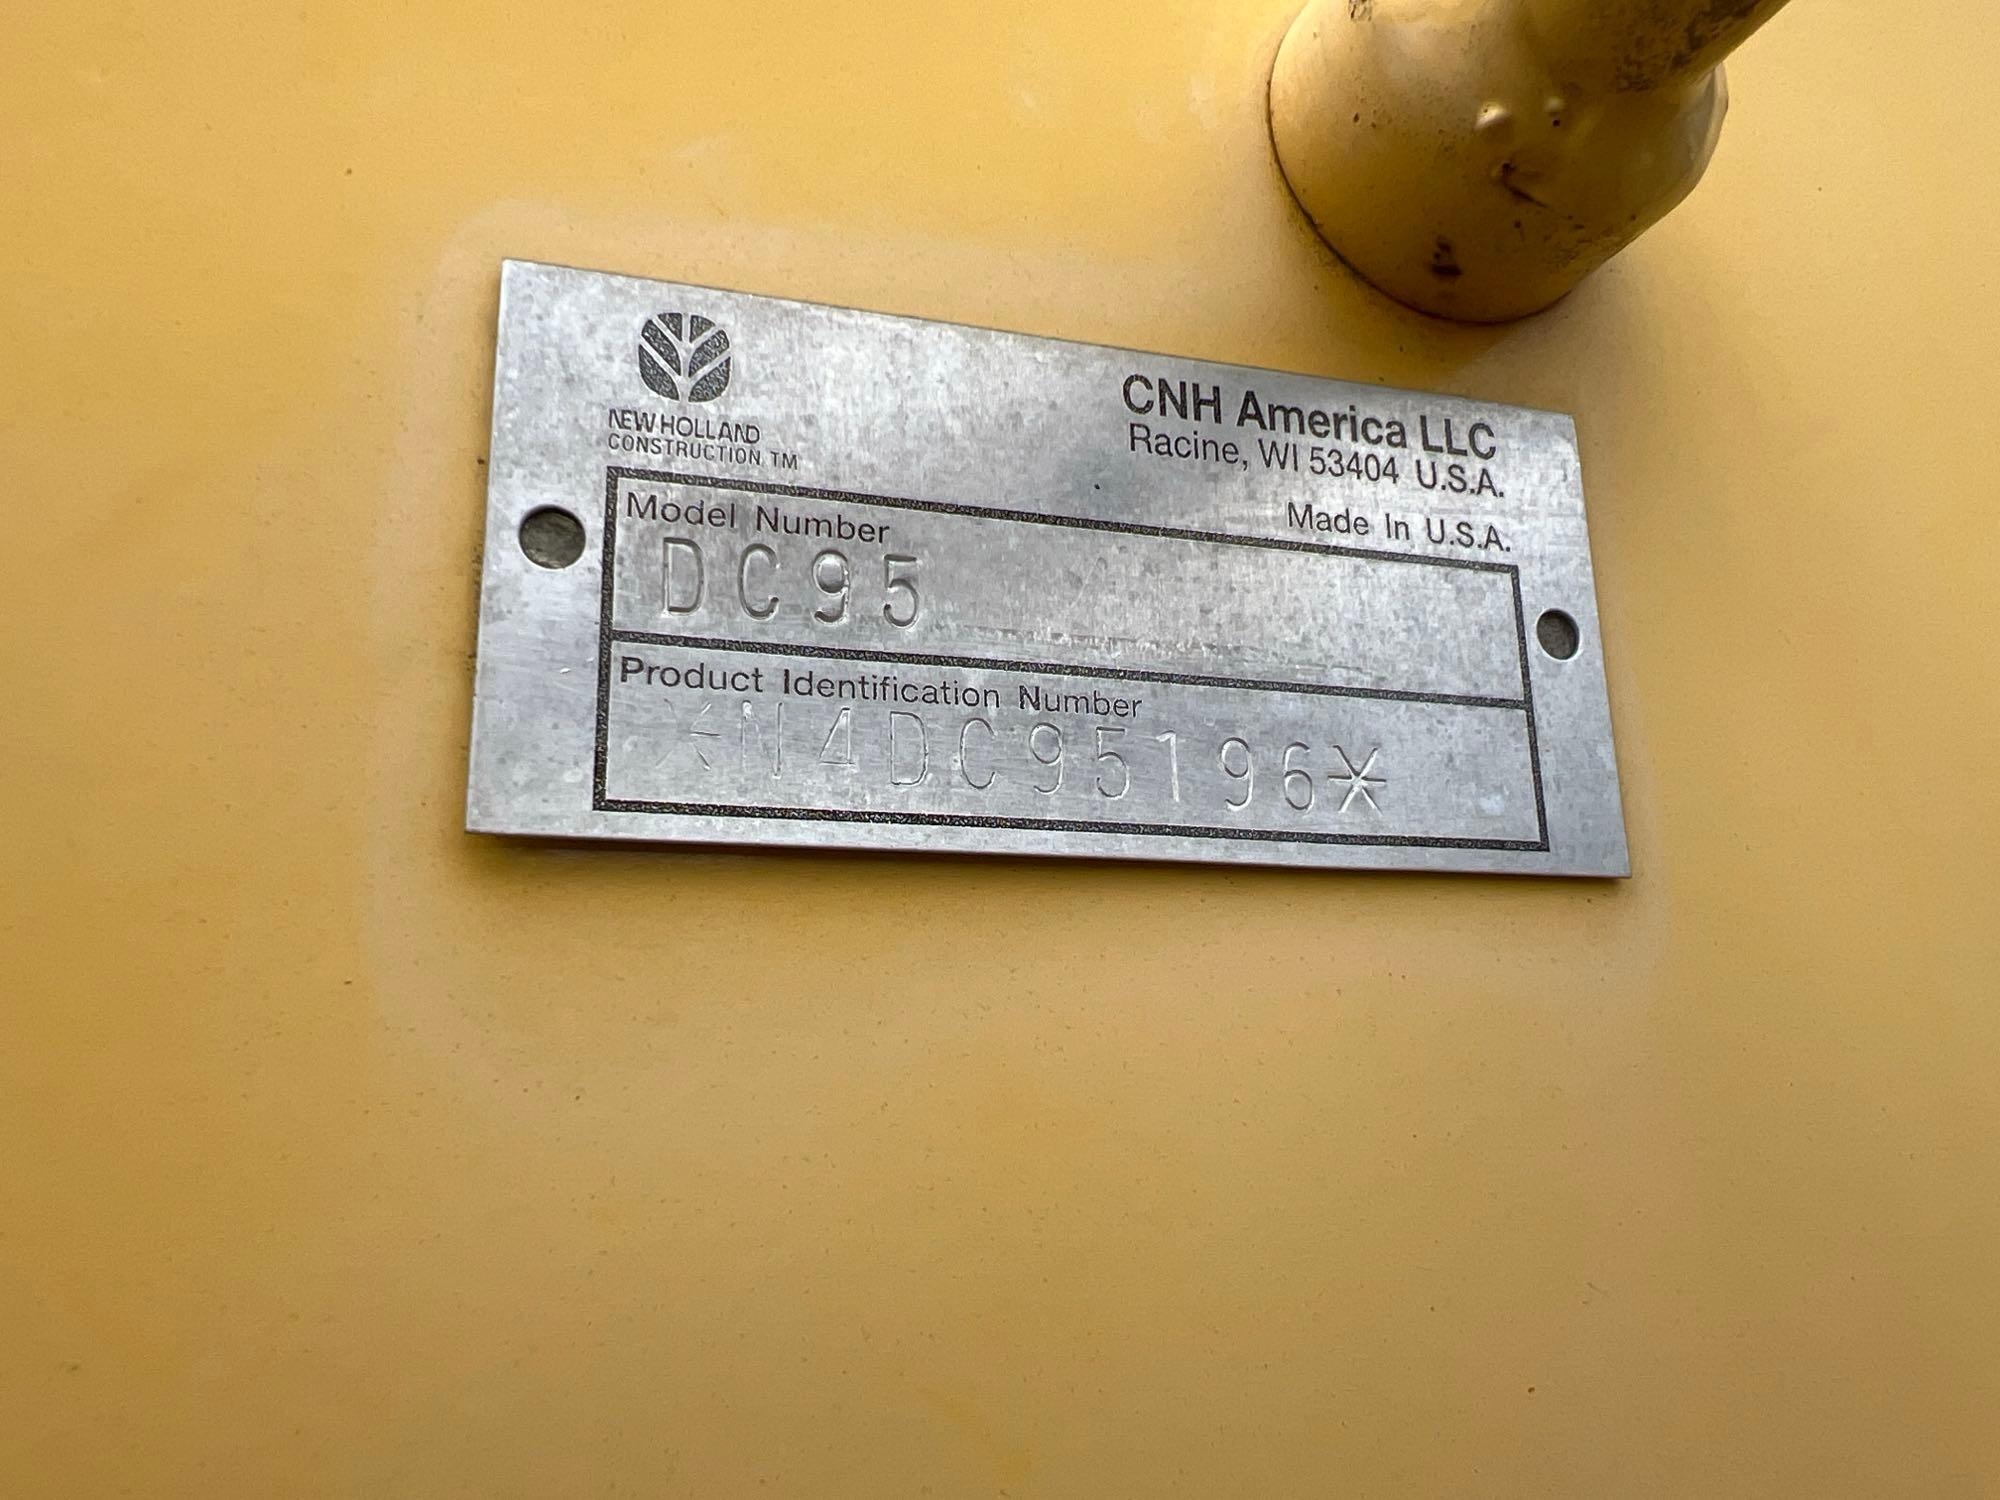 NEW HOLLAND
CONSTRUCTION TM
CNH America LLC
Racine, WI 53404 U.S.A.
Made In U.S.A.
Model Number
DC95
Product Identification Number
*N4DC95196*